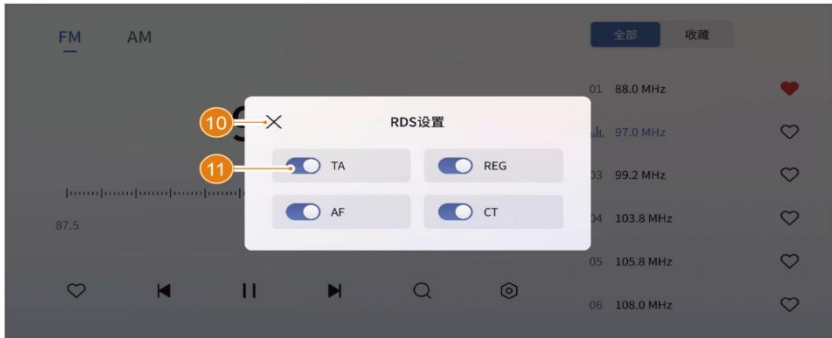 FM AM 全部 收藏
01 88.0 MHz
10 RDS设置
97.0 MHz
11 TA REG
03 99.2 MHz
AF CT
04 103.8 MHz
87.5
05 105.8 MHz
06 108.0 MHz